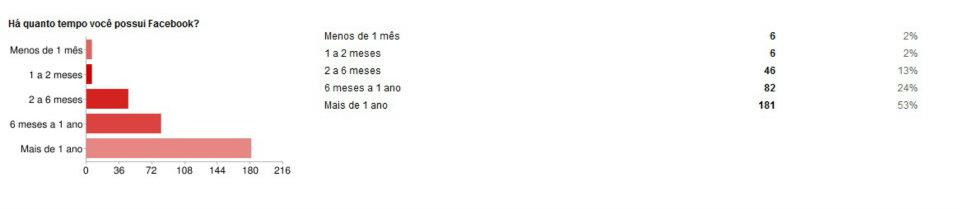 Há quanto tempo você possui Facebook?
Menos de 1 mês
1 a 2 meses
2 a 6 meses
6 meses a 1 ano
Mais de 1 ano
0 36 72 108 144 180 216
Menos de 1 mês 6 2%
1 a 2 meses 6 2%
2 a 6 meses 46 13%
6 meses a 1 ano 82 24%
Mais de 1 ano 181 53%